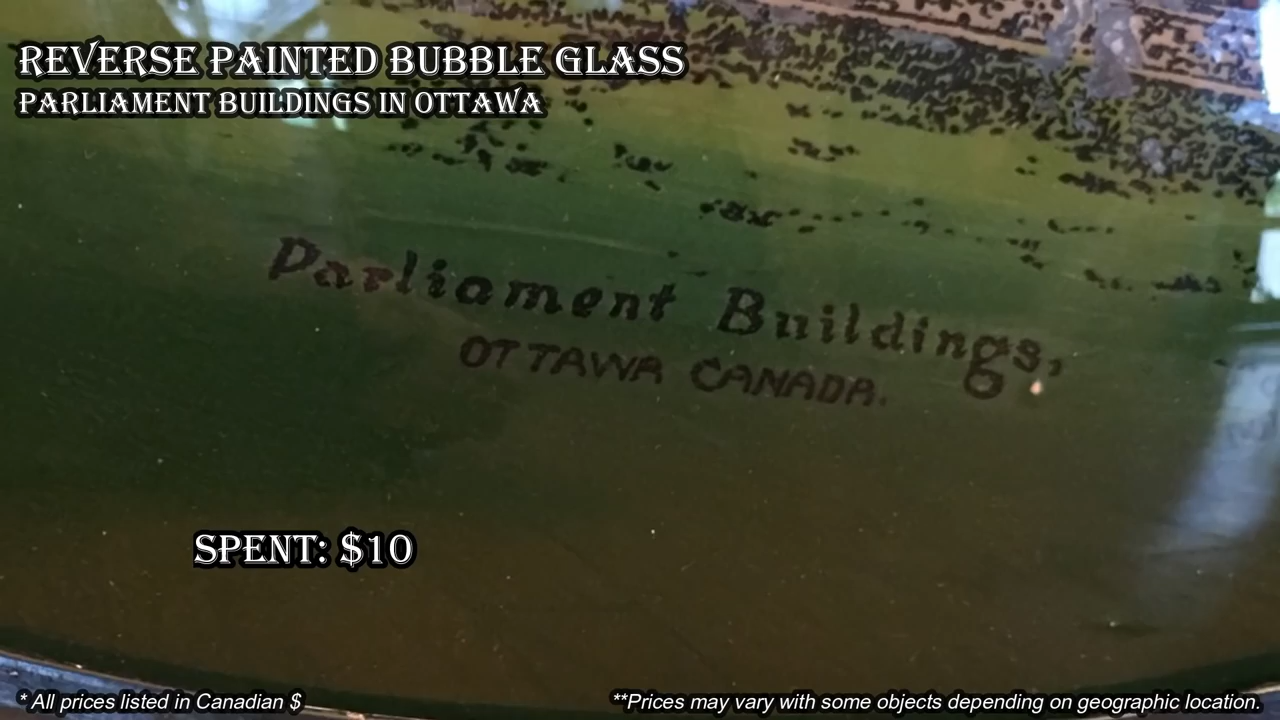 REVERSE PAINTED BUBBLE GLASS
PARLIAMENT BUILDINGS IN OTTAWA
Parliament Buildings,
OTTAWA CANADA.
SPENT: $10
* All prices listed in Canadian $
**Prices may vary with some objects depending on geographic location.